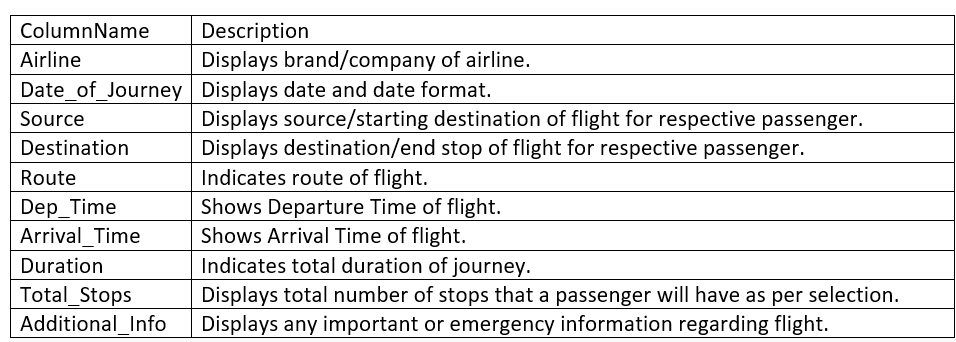 ColumnName Description
Airline Displays brand/company of airline.
Date_of_Journey Displays date and date format.
Source Displays source/starting destination of flight for respective passenger.
Destination Displays destination/end stop of flight for respective passenger.
Route Indicates route of flight.
Dep_Time Shows Departure Time of flight.
Arrival_Time Shows Arrival Time of flight.
Duration Indicates total duration of journey.
Total_Stops Displays total number of stops that a passenger will have as per selection.
Additional_Info Displays any important or emergency information regarding flight.